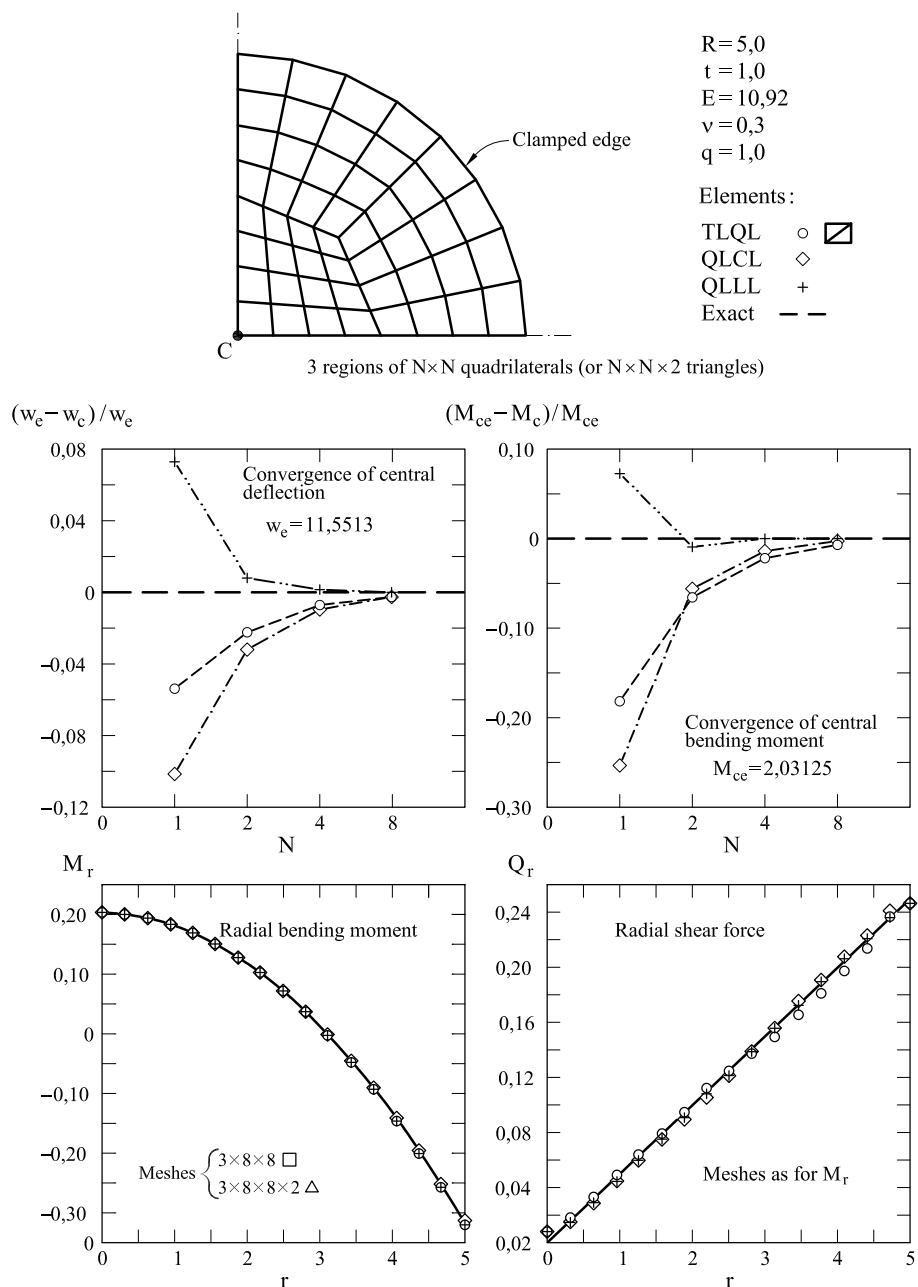 R=5,0
t=1,0
E=10,92
ν=0,3
q=1,0
Clamped edge
Elements:
TLQL
QLCL
QLLL
Exact
C
3 regions of N×N quadrilaterals (or N×N×2 triangles)
(w_e−w_c)/w_e
0,08
0,04
0
−0,04
−0,08
−0,12
Convergence of central
deflection
w_e=11,5513
0 1 2 4 8
N
(M_ce−M_c)/M_ce
0,10
0
−0,10
−0,20
−0,30
Convergence of central
bending moment
M_ce=2,03125
0 1 2 4 8
N
M_r
0,20
0,10
0
−0,10
−0,20
−0,30
0
Radial bending moment
Meshes { 3×8×8 □
3×8×8×2 △
0 1 2 3 4 5
r
Q_r
0,24
0,20
0,16
0,12
0,08
0,04
0,02
Radial shear force
Meshes as for M_r
0 1 2 3 4 5
r